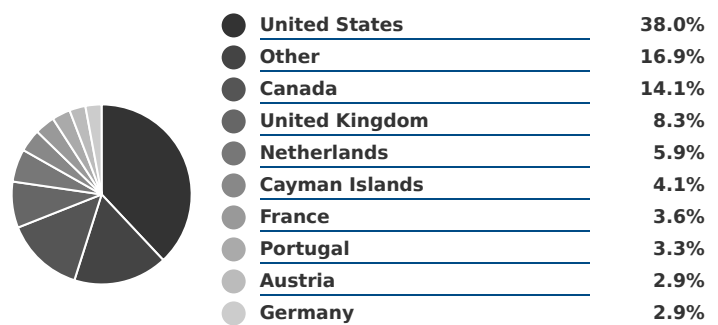 United States 38.0%
Other 16.9%
Canada 14.1%
United Kingdom 8.3%
Netherlands 5.9%
Cayman Islands 4.1%
France 3.6%
Portugal 3.3%
Austria 2.9%
Germany 2.9%